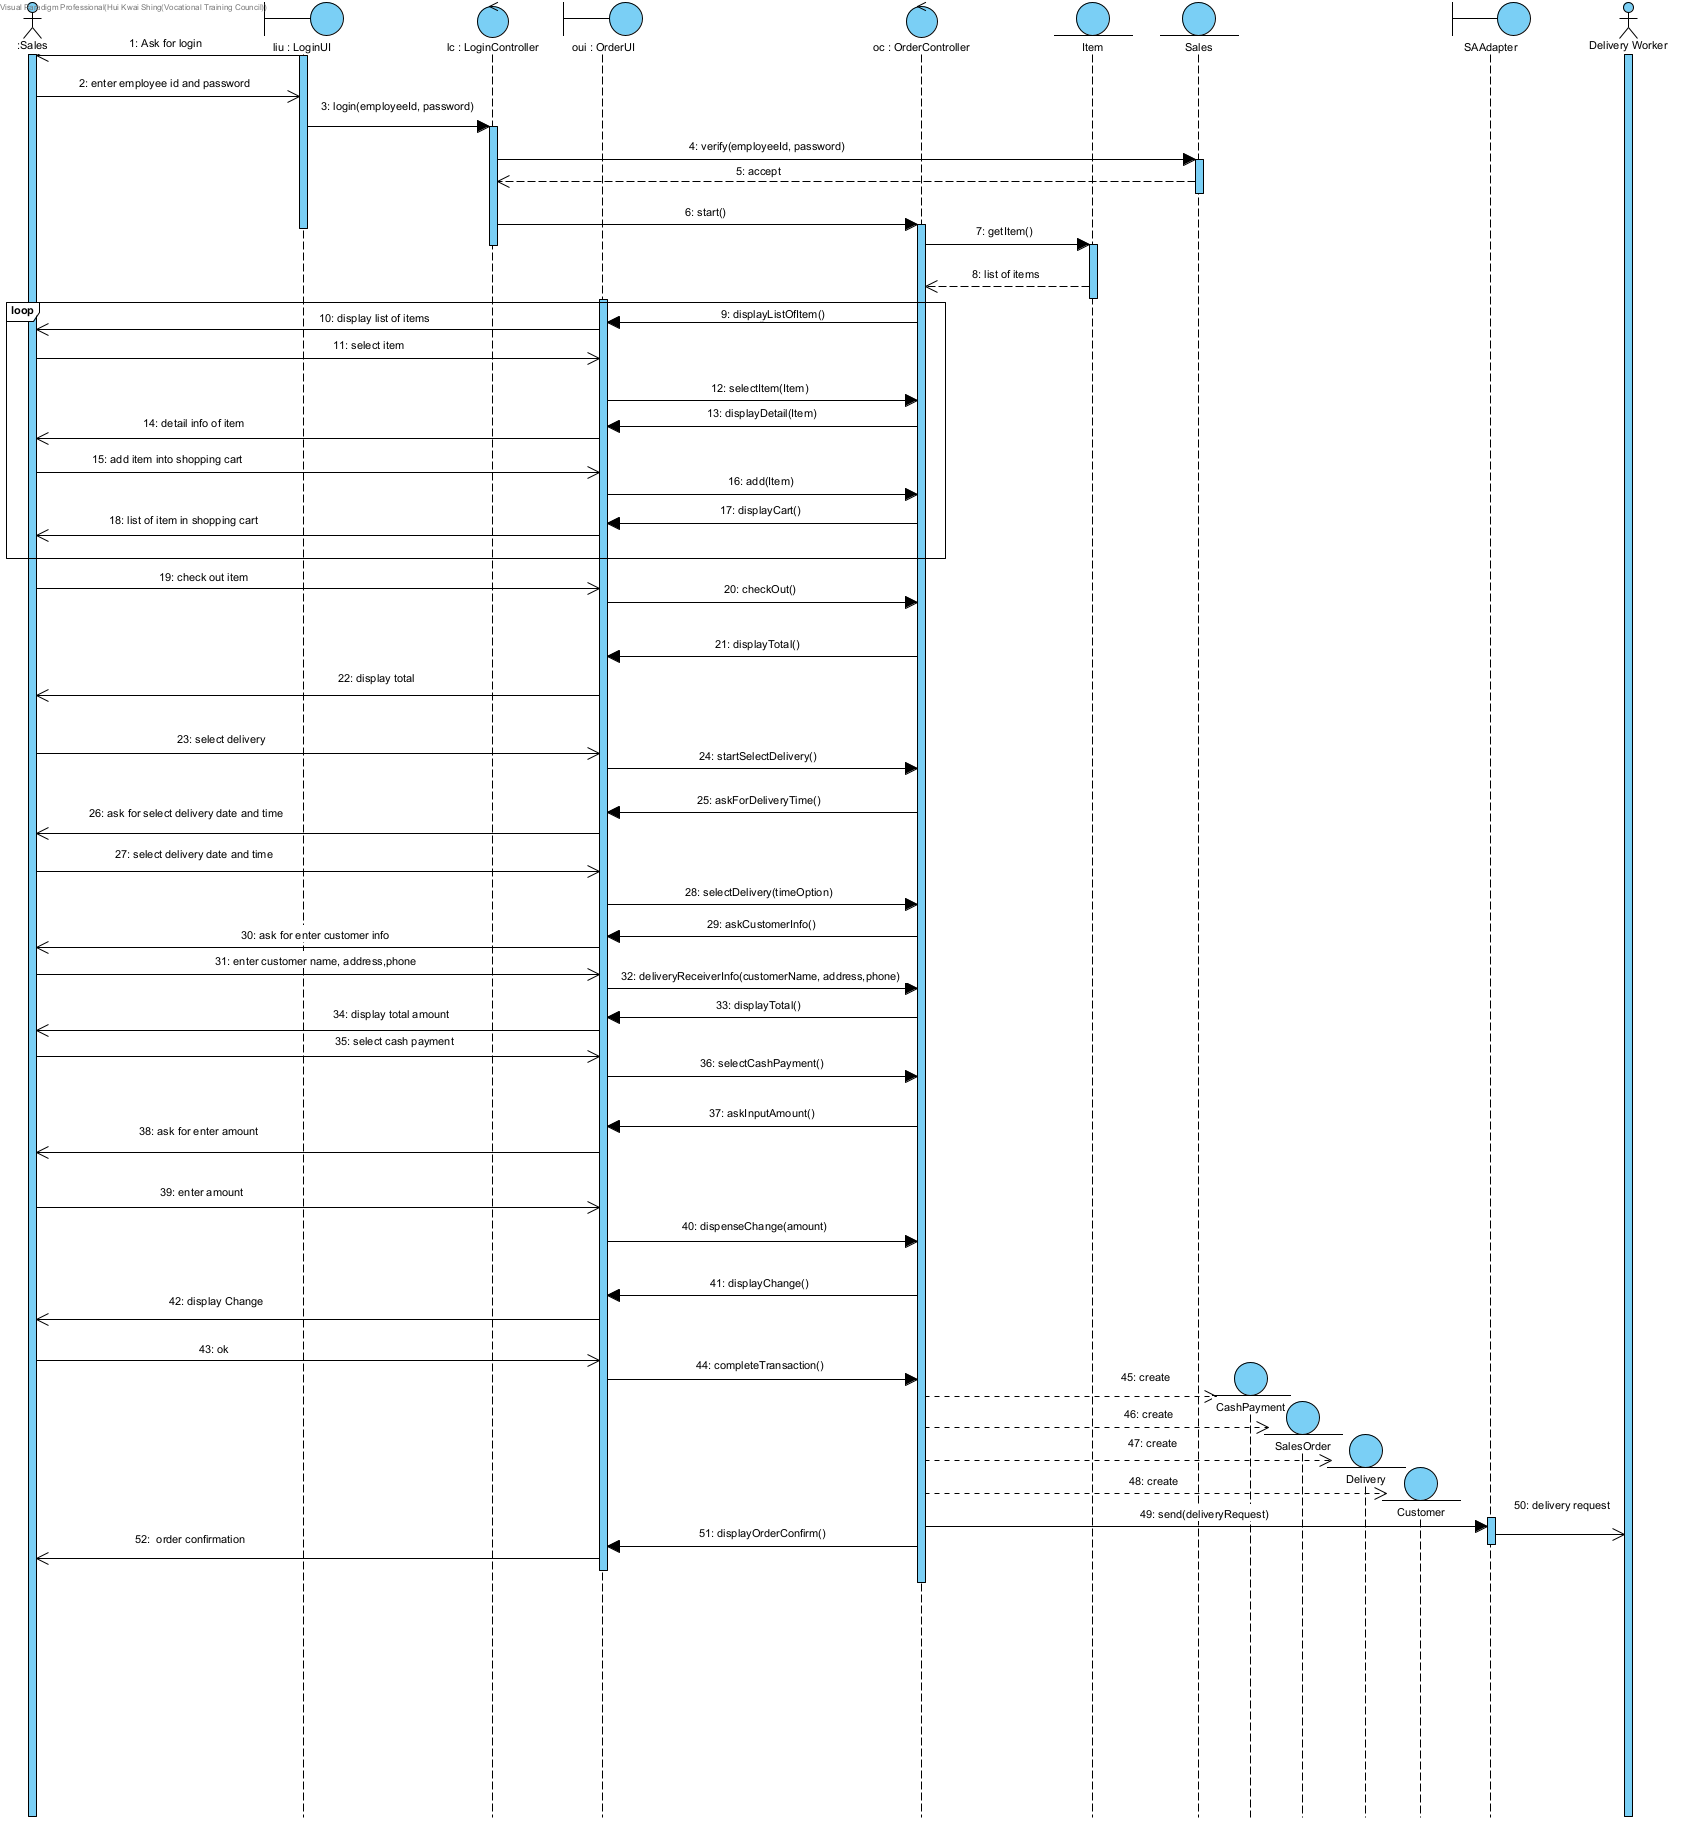 Visual Paradigm Professional(Hui Kwai Shing(Vocational Training Council))
:Sales
liu : LoginUI
lc : LoginController
oui : OrderUI
oc : OrderController
Item
Sales
SAAdapter
Delivery Worker
1: Ask for login
2: enter employee id and password
3: login(employeeId, password)
4: verify(employeeId, password)
5: accept
6: start()
7: getItem()
8: list of items
loop
9: displayListOfItem()
10: display list of items
11: select item
12: selectItem(Item)
13: displayDetail(Item)
14: detail info of item
15: add item into shopping cart
16: add(Item)
17: displayCart()
18: list of item in shopping cart
19: check out item
20: checkOut()
21: displayTotal()
22: display total
23: select delivery
24: startSelectDelivery()
25: askForDeliveryTime()
26: ask for select delivery date and time
27: select delivery date and time
28: selectDelivery(timeOption)
29: askCustomerInfo()
30: ask for enter customer info
31: enter customer name, address,phone
32: deliveryReceiverInfo(customerName, address,phone)
33: displayTotal()
34: display total amount
35: select cash payment
36: selectCashPayment()
37: askInputAmount()
38: ask for enter amount
39: enter amount
40: dispenseChange(amount)
41: displayChange()
42: display Change
43: ok
44: completeTransaction()
45: create
CashPayment
46: create
SalesOrder
47: create
Delivery
48: create
Customer
49: send(deliveryRequest)
50: delivery request
51: displayOrderConfirm()
52:  order confirmation